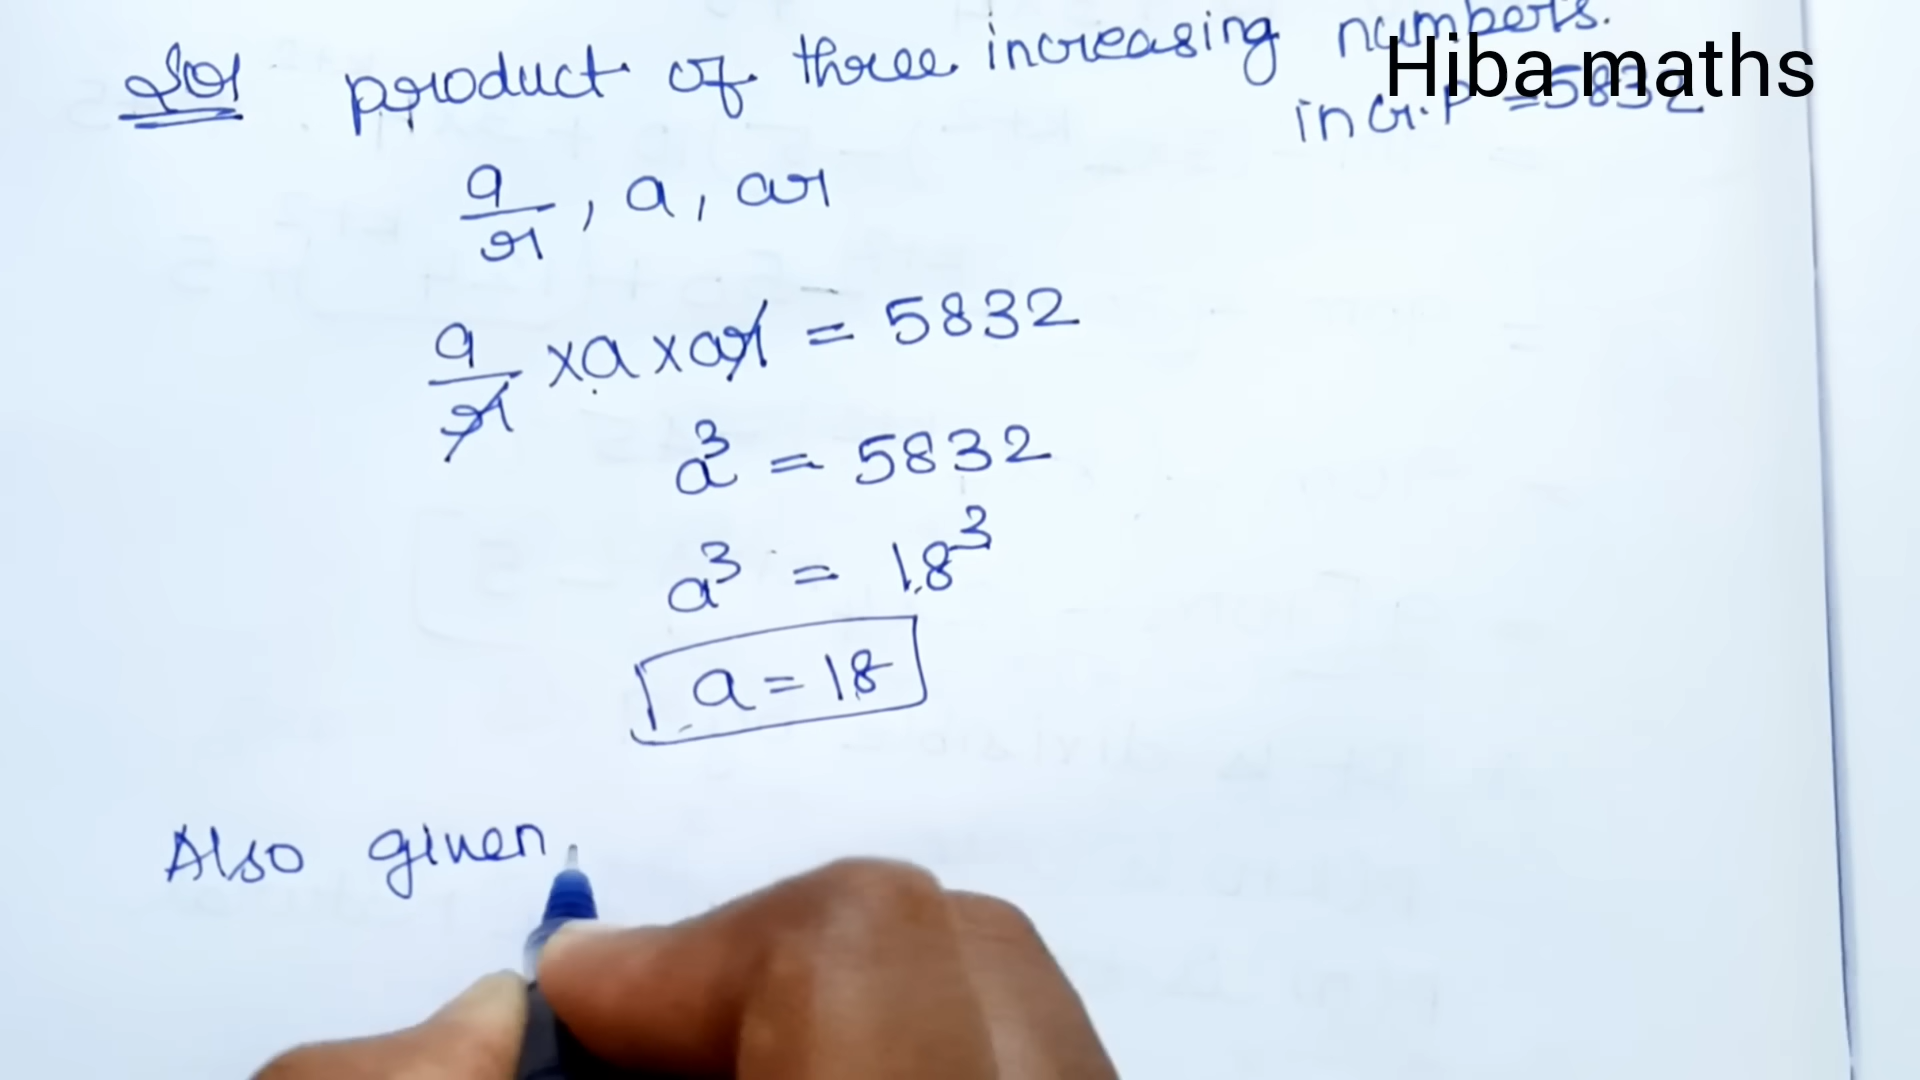 Sol product of three increasing numbers.
in G.P = 5832
Hiba maths
a/r, a, ar
a/r × a × ar = 5832
a³ = 5832
a³ = 18³
a = 18
Also given